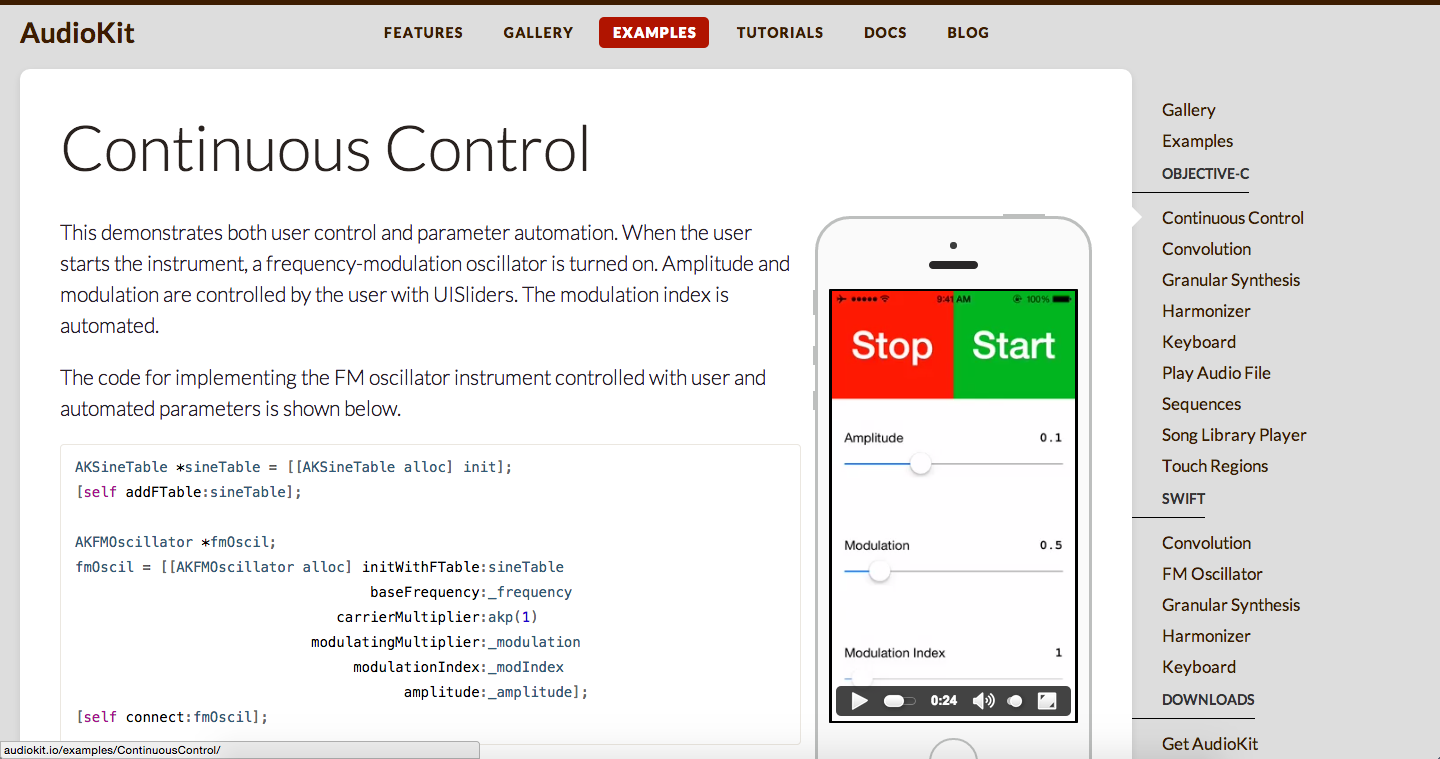 AudioKit
FEATURES GALLERY EXAMPLES TUTORIALS DOCS BLOG
Continuous Control
This demonstrates both user control and parameter automation. When the user
starts the instrument, a frequency-modulation oscillator is turned on. Amplitude and
modulation are controlled by the user with UISliders. The modulation index is
automated.
The code for implementing the FM oscillator instrument controlled with user and
automated parameters is shown below.
AKSineTable *sineTable = [[AKSineTable alloc] init];
[self addFTable:sineTable];
AKFMOscillator *fmOscil;
fmOscil = [[AKFMOscillator alloc] initWithFTable:sineTable
baseFrequency:_frequency
carrierMultiplier:akp(1)
modulatingMultiplier:_modulation
modulationIndex:_modIndex
amplitude:_amplitude];
[self connect:fmOscil];
9:41 AM 100%
Stop Start
Amplitude 0.1
Modulation 0.5
Modulation Index 1
0:24
Gallery
Examples
OBJECTIVE-C
Continuous Control
Convolution
Granular Synthesis
Harmonizer
Keyboard
Play Audio File
Sequences
Song Library Player
Touch Regions
SWIFT
Convolution
FM Oscillator
Granular Synthesis
Harmonizer
Keyboard
DOWNLOADS
Get AudioKit
audiokit.io/examples/ContinuousControl/